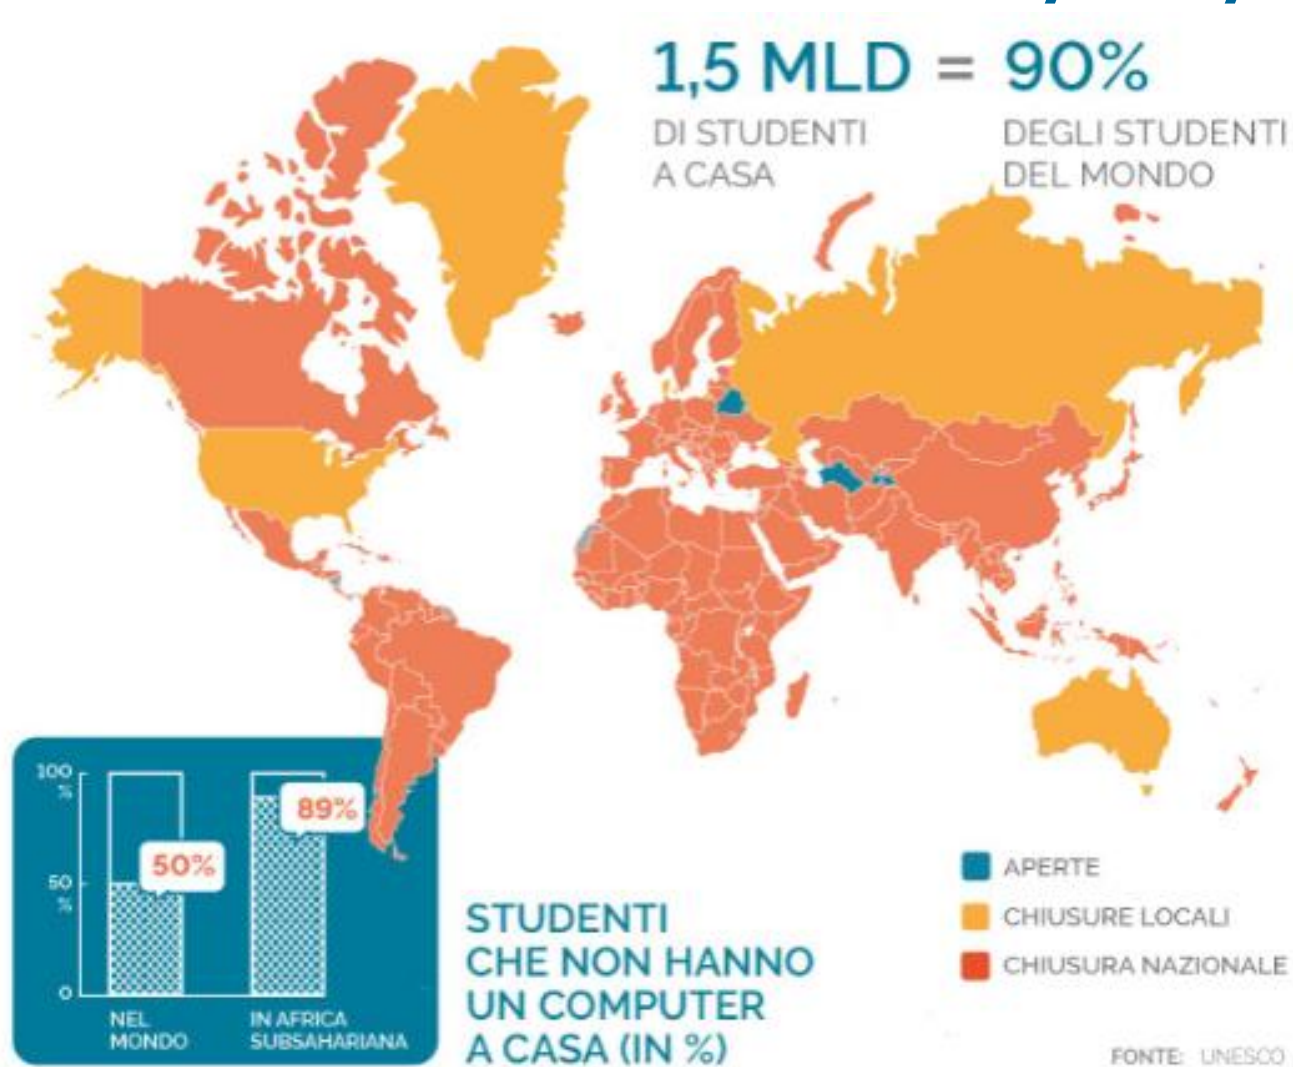 1,5 MLD = 90%
DI STUDENTI
A CASA
DEGLI STUDENTI
DEL MONDO
100
%
89%
50%
50
%
0
NEL
MONDO
IN AFRICA
SUBSAHARIANA
STUDENTI
CHE NON HANNO
UN COMPUTER
A CASA (IN %)
APERTE
CHIUSURE LOCALI
CHIUSURA NAZIONALE
FONTE: UNESCO